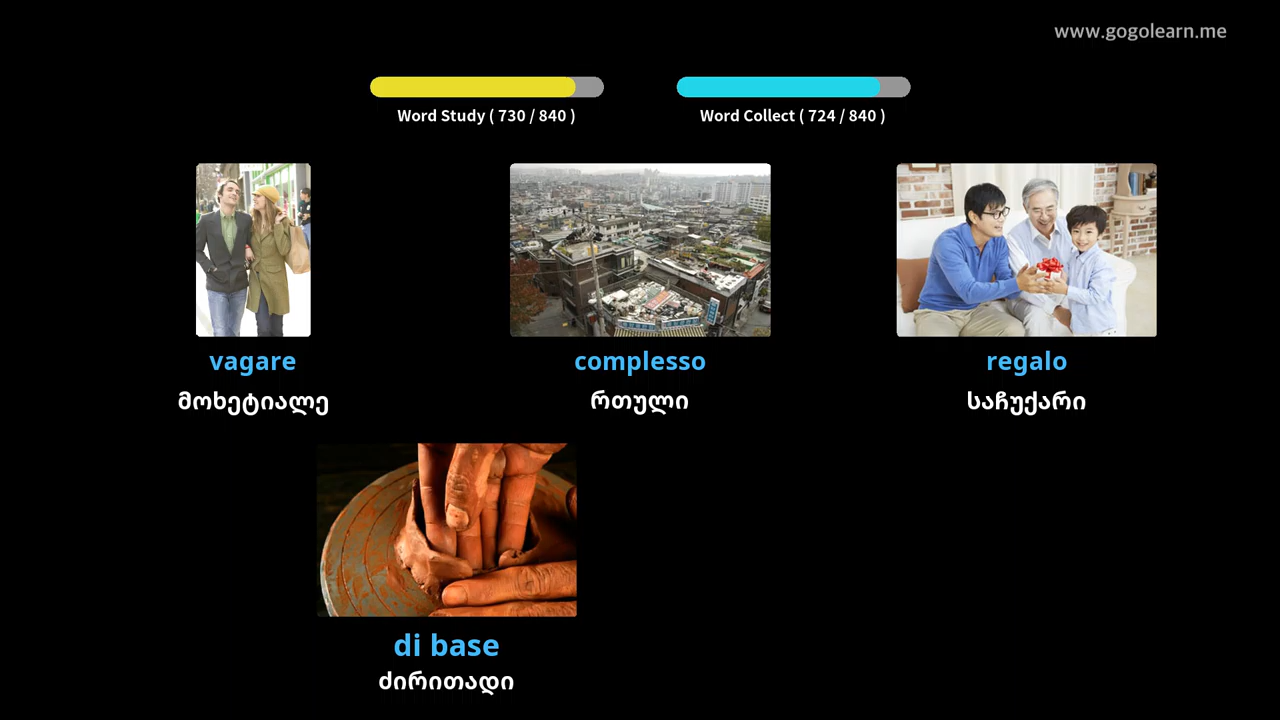 www.gogolearn.me
Word Study ( 730 / 840 )
Word Collect ( 724 / 840 )
vagare
მოხეტიალე
complesso
რთული
regalo
საჩუქარი
di base
ძირითადი